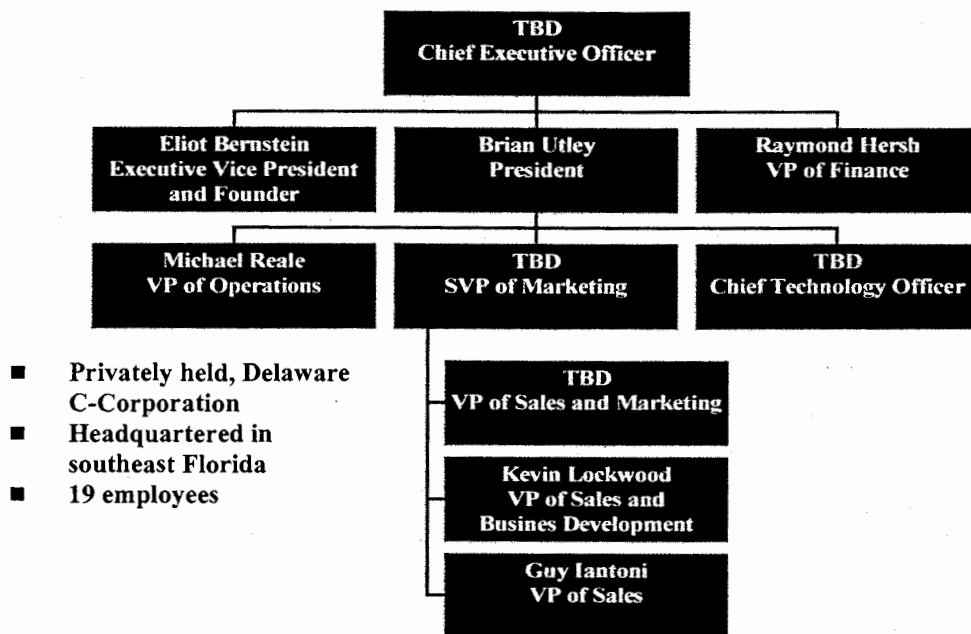 TBD
Chief Executive Officer
Eliot Bernstein
Executive Vice President
and Founder
Brian Utley
President
Raymond Hersh
VP of Finance
Michael Reale
VP of Operations
TBD
SVP of Marketing
TBD
Chief Technology Officer
■ Privately held, Delaware
C-Corporation
■ Headquartered in
southeast Florida
■ 19 employees
TBD
VP of Sales and Marketing
Kevin Lockwood
VP of Sales and
Busines Development
Guy Iantoni
VP of Sales